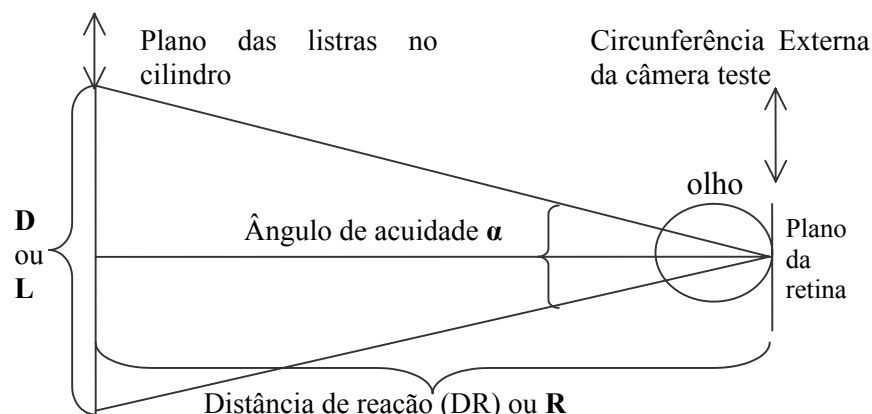 Plano das listras no
cilindro
Circunferência Externa
da câmera teste
olho
Ângulo de acuidade α
D
ou
L
Plano
da
retina
Distância de reação (DR) ou R